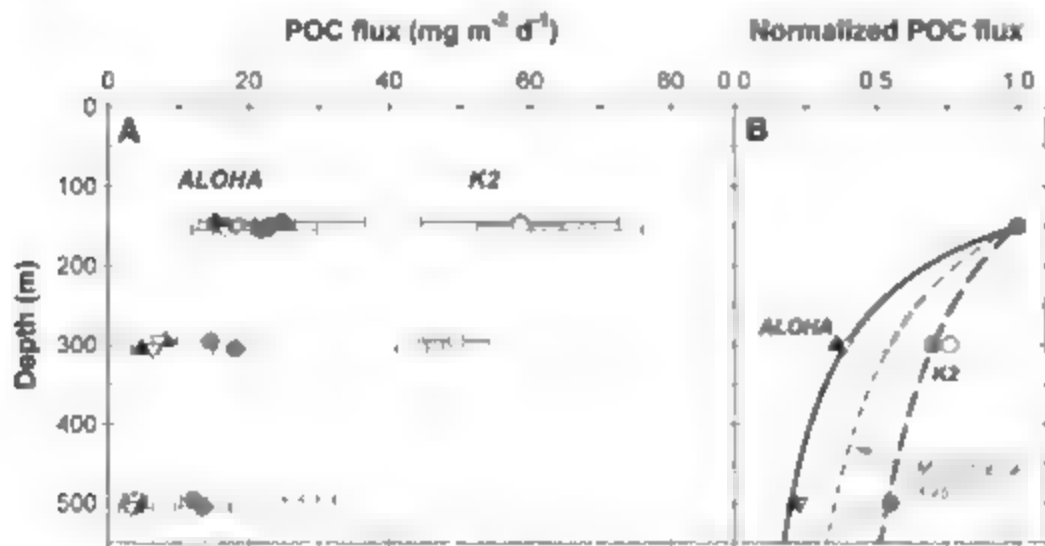 POC flux (mg m⁻² d⁻¹) Normalized POC flux
0 20 40 60 80 0.0 0.5 1.0
0
A B
ALOHA K2
100
200
Depth (m)
ALOHA
300
K2
400
500